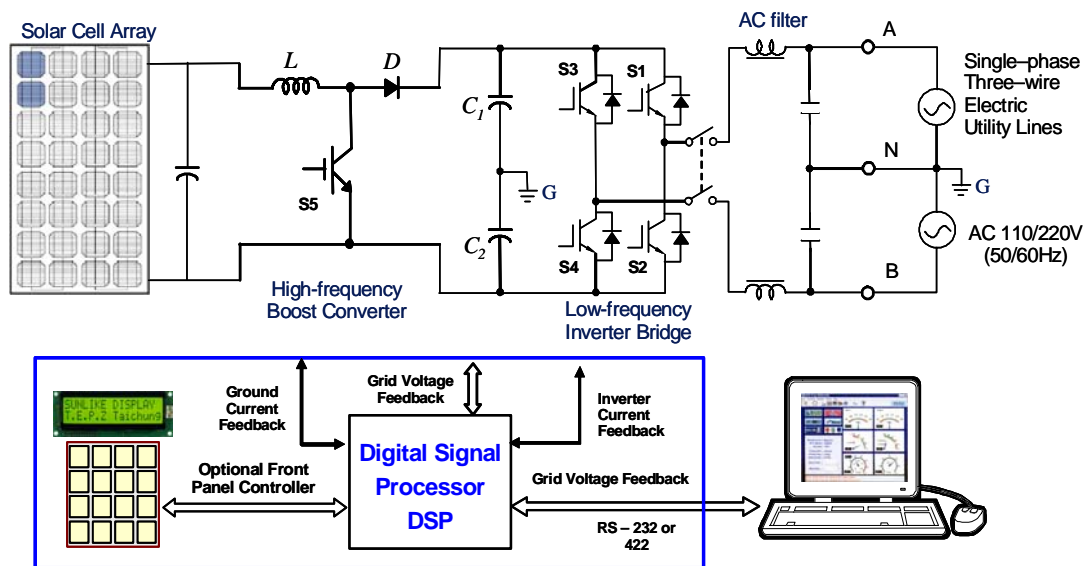 Solar Cell Array
L
D
C1
C2
G
S5
High-frequency
Boost Converter
S3
S1
S4
S2
Low-frequency
Inverter Bridge
AC filter
A
N
B
Single–phase
Three–wire
Electric
Utility Lines
G
AC 110/220V
(50/60Hz)
SUNLIKE DISPLAY
T.E.P.Z Taichung
Ground
Current
Feedback
Grid Voltage
Feedback
Inverter
Current
Feedback
Optional Front
Panel Controller
Digital Signal
Processor
DSP
Grid Voltage Feedback
RS – 232 or
422